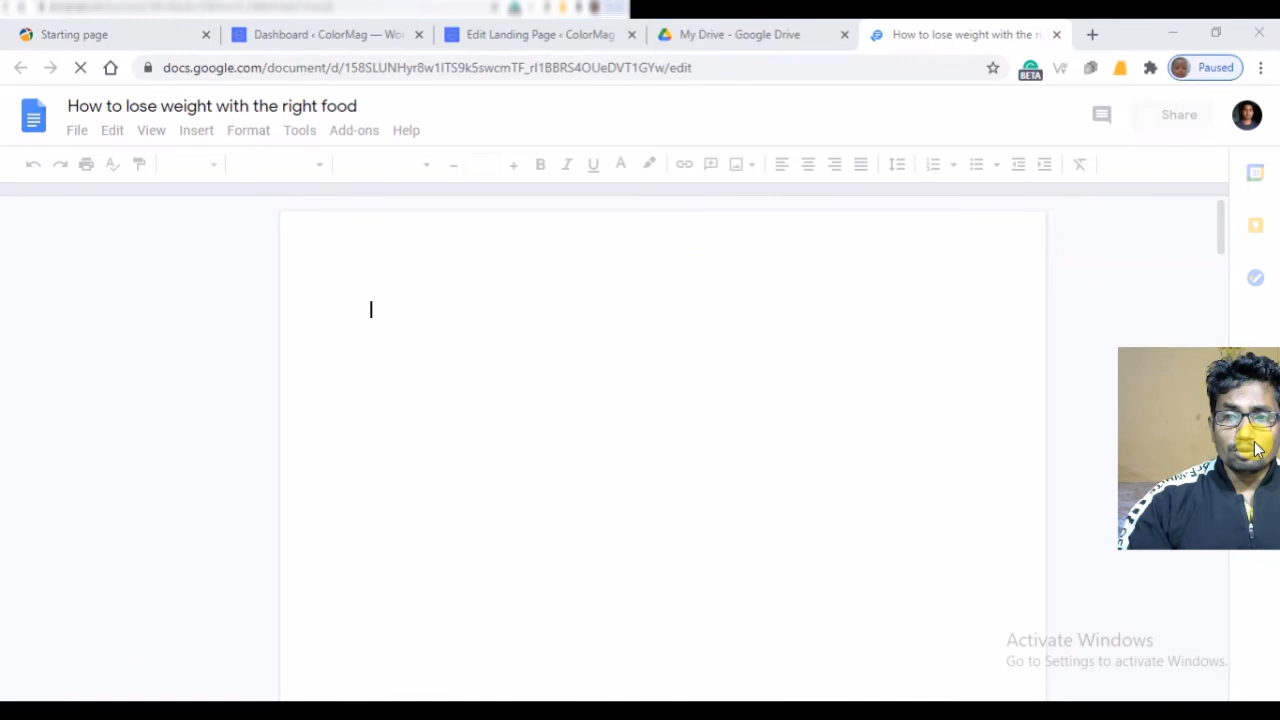 Starting page
Dashboard ‹ ColorMag — Wor
Edit Landing Page ‹ ColorMag
My Drive - Google Drive
How to lose weight with the ri
docs.google.com/document/d/158SLUNHyr8w1ITS9k5swcmTF_rI1BBRS4OUeDVT1GYw/edit
BETA
Paused
How to lose weight with the right food
File Edit View Insert Format Tools Add-ons Help
Share
Activate Windows
Go to Settings to activate Windows.